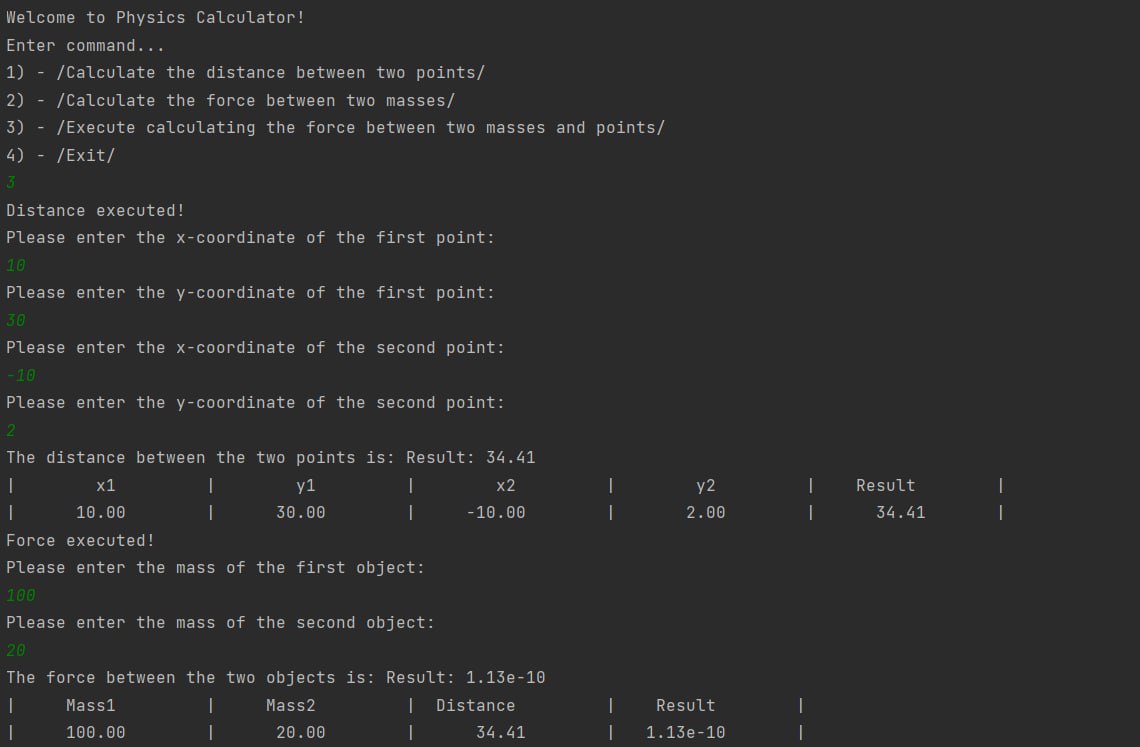 Welcome to Physics Calculator!
Enter command...
1) - /Calculate the distance between two points/
2) - /Calculate the force between two masses/
3) - /Execute calculating the force between two masses and points/
4) - /Exit/
3
Distance executed!
Please enter the x-coordinate of the first point:
10
Please enter the y-coordinate of the first point:
30
Please enter the x-coordinate of the second point:
-10
Please enter the y-coordinate of the second point:
2
The distance between the two points is: Result: 34.41
| x1 | y1 | x2 | y2 | Result |
| 10.00 | 30.00 | -10.00 | 2.00 | 34.41 |
Force executed!
Please enter the mass of the first object:
100
Please enter the mass of the second object:
20
The force between the two objects is: Result: 1.13e-10
| Mass1 | Mass2 | Distance | Result |
| 100.00 | 20.00 | 34.41 | 1.13e-10 |